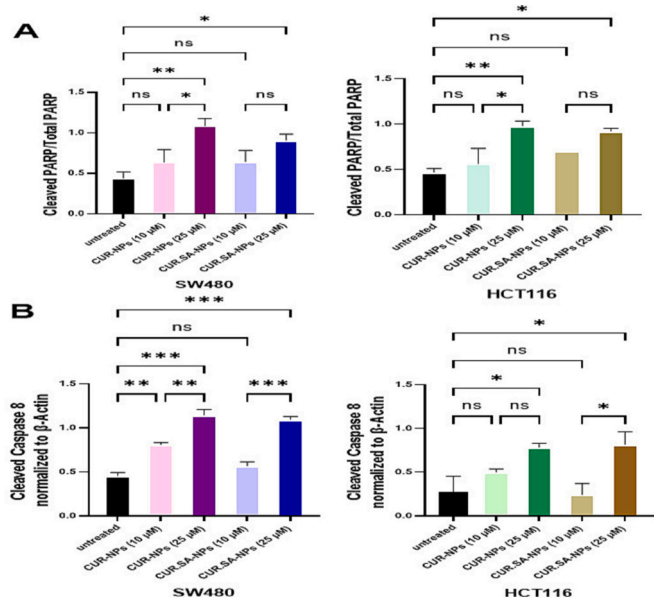 A
*
ns
**
ns
*
ns
Cleaved PARP/Total PARP
1.5
1.0
0.5
0.0
untreated
CUR-NPs (10 µM)
CUR-NPs (25 µM)
CUR.SA-NPs (10 µM)
CUR.SA-NPs (25 µM)
SW480
*
ns
**
ns
*
ns
Cleaved PARP/Total PARP
1.5
1.0
0.5
0.0
untreated
CUR-NPs (10 µM)
CUR-NPs (25 µM)
CUR.SA-NPs (10 µM)
CUR.SA-NPs (25 µM)
HCT116
B
***
ns
***
**
**
***
Cleaved Caspase 8
normalized to β-Actin
1.5
1.0
0.5
0.0
untreated
CUR-NPs (10 µM)
CUR-NPs (25 µM)
CUR.SA-NPs (10 µM)
CUR.SA-NPs (25 µM)
SW480
*
ns
*
ns
ns
*
Cleaved Caspase 8
normalized to β-Actin
1.5
1.0
0.5
0.0
untreated
CUR-NPs (10 µM)
CUR-NPs (25 µM)
CUR.SA-NPs (10 µM)
CUR.SA-NPs (25 µM)
HCT116